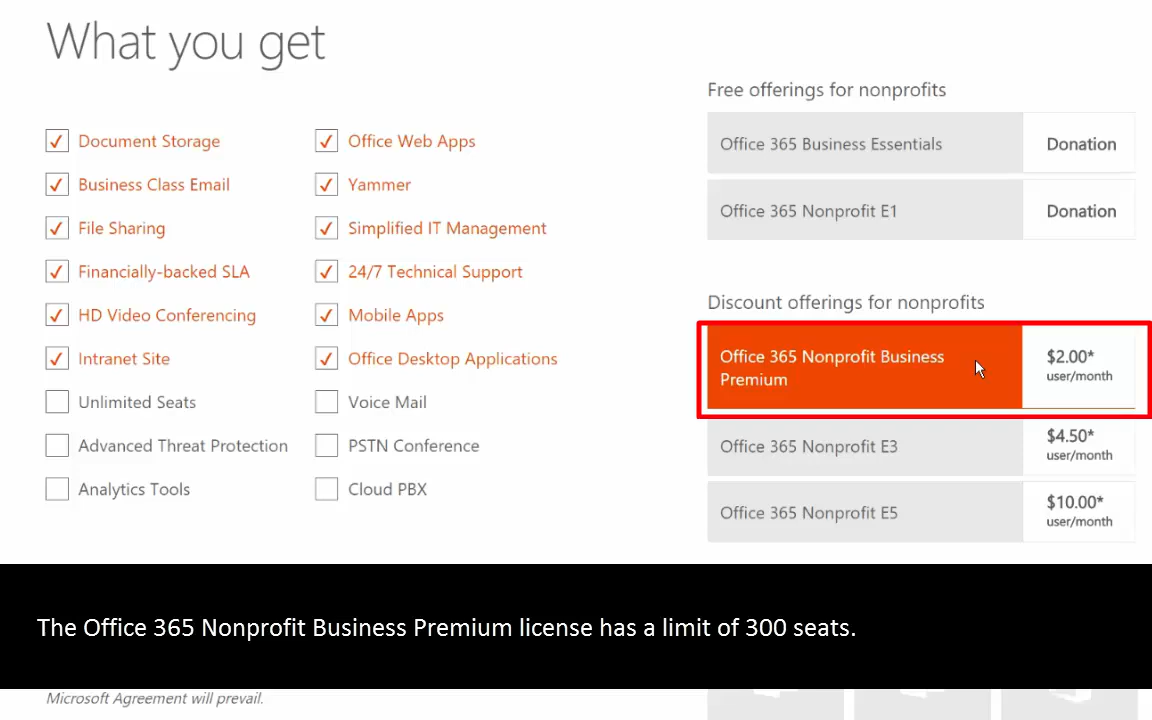 What you get
Document Storage
Business Class Email
File Sharing
Financially-backed SLA
HD Video Conferencing
Intranet Site
Unlimited Seats
Advanced Threat Protection
Analytics Tools
Office Web Apps
Yammer
Simplified IT Management
24/7 Technical Support
Mobile Apps
Office Desktop Applications
Voice Mail
PSTN Conference
Cloud PBX
Free offerings for nonprofits
Office 365 Business Essentials
Donation
Office 365 Nonprofit E1
Donation
Discount offerings for nonprofits
Office 365 Nonprofit Business
Premium
$2.00*
user/month
Office 365 Nonprofit E3
$4.50*
user/month
Office 365 Nonprofit E5
$10.00*
user/month
The Office 365 Nonprofit Business Premium license has a limit of 300 seats.
Microsoft Agreement will prevail.